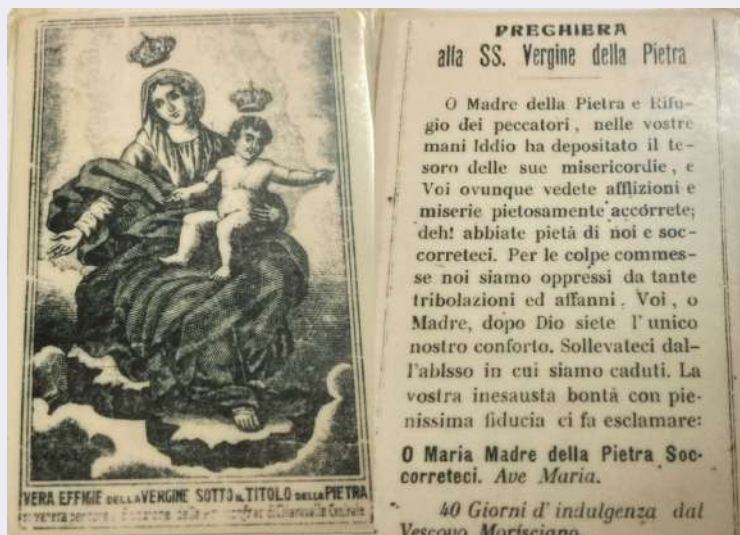 VERA EFFIGIE DELLA VERGINE SOTTO IL TITOLO DELLA PIETRA
di Chiaravalle Centrale
PREGHIERA
alla SS. Vergine della Pietra
O Madre della Pietra e Rifu-
gio dei peccatori, nelle vostre
mani Iddio ha depositato il te-
soro delle sue misericordie, e
Voi ovunque vedete afflizioni e
miserie pietosamente accórrete;
deh! abbiate pietà di noi e soc-
correteci. Per le colpe commes-
se noi siamo oppressi da tante
tribolazioni ed affanni. Voi, o
Madre, dopo Dio siete l'unico
nostro conforto. Sollevateci dal-
l'abisso in cui siamo caduti. La
vostra inesausta bontà con pie-
nissima fiducia ci fa esclamare:
O Maria Madre della Pietra Soc-
correteci. Ave Maria.
40 Giorni d'indulgenza dal
Vescovo Morisciano